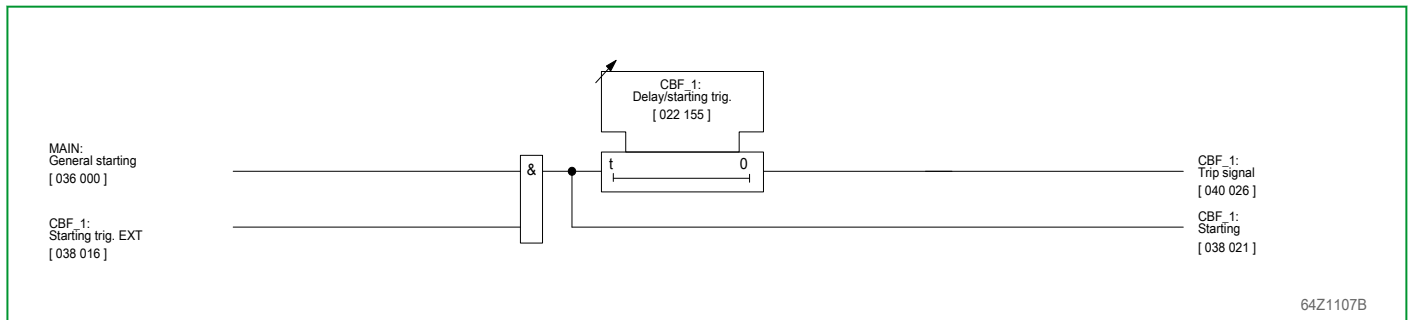 CBF_1:
Delay/starting trig.
[ 022 155 ]
MAIN:
General starting
[ 036 000 ]
&
t 0
CBF_1:
Trip signal
[ 040 026 ]
CBF_1:
Starting trig. EXT
[ 038 016 ]
CBF_1:
Starting
[ 038 021 ]
64Z1107B